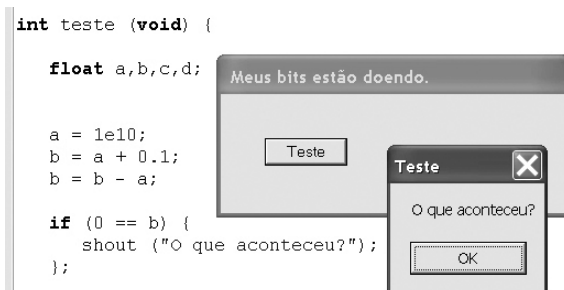 int teste (void) {
float a,b,c,d;
a = 1e10;
b = a + 0.1;
b = b - a;
if (0 == b) {
shout ("O que aconteceu?");
};
Meus bits estão doendo.
Teste
Teste
O que aconteceu?
OK